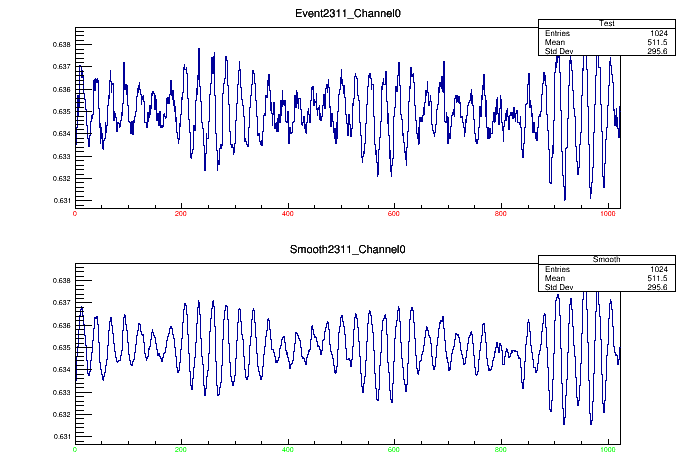 Event2311_Channel0
Test
Entries 1024
Mean 511.5
Std Dev 295.6
0.638
0.637
0.636
0.635
0.634
0.633
0.632
0.631
0 200 400 600 800 1000
Smooth2311_Channel0
Smooth
Entries 1024
Mean 511.5
Std Dev 295.6
0.638
0.637
0.636
0.635
0.634
0.633
0.632
0.631
0 200 400 600 800 1000